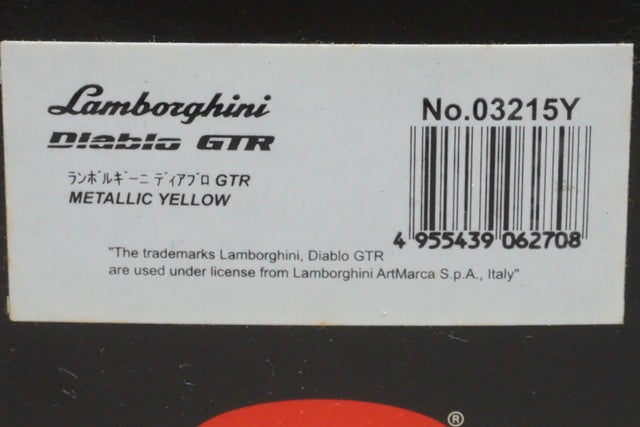 Lamborghini
Diablo GTR
ランボルギーニ ディアブロ GTR
METALLIC YELLOW
No.03215Y
4 955439 062708
"The trademarks Lamborghini, Diablo GTR
are used under license from Lamborghini ArtMarca S.p.A., Italy"
®